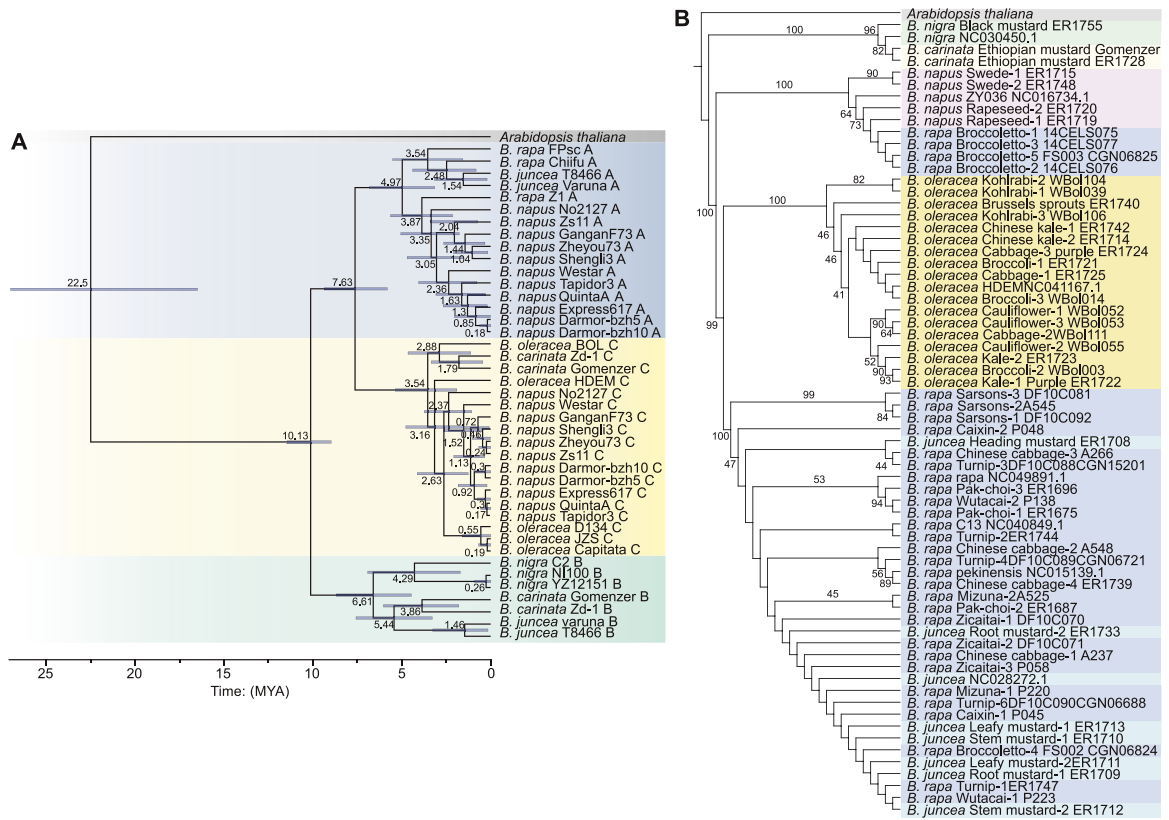 A
Arabidopsis thaliana
B. rapa FPsc A
B. rapa Chiifu A
B. juncea T8466 A
B. juncea Varuna A
B. rapa Z1 A
B. napus No2127 A
B. napus Zs11 A
B. napus GanganF73 A
B. napus Zheyou73 A
B. napus Shengli3 A
B. napus Westar A
B. napus Tapidor3 A
B. napus QuintaA A
B. napus Express617 A
B. napus Darmor-bzh5 A
B. napus Darmor-bzh10 A
B. oleracea BOL C
B. carinata Zd-1 C
B. carinata Gomenzer C
B. oleracea HDEM C
B. napus No2127 C
B. napus Westar C
B. napus GanganF73 C
B. napus Shengli3 C
B. napus Zheyou73 C
B. napus Zs11 C
B. napus Darmor-bzh10 C
B. napus Darmor-bzh5 C
B. napus Express617 C
B. napus QuintaA C
B. napus Tapidor3 C
B. oleracea D134 C
B. oleracea JZS C
B. oleracea Capitata C
B. nigra C2 B
B. nigra NI100 B
B. nigra YZ12151 B
B. carinata Gomenzer B
B. carinata Zd-1 B
B. juncea varuna B
B. juncea T8466 B
22.5
10.13
7.63
4.97
3.54
2.48
1.54
3.87
3.35
2.04
1.44
1.04
3.05
2.36
1.63
1.3
0.85
0.18
3.54
2.88
1.79
3.16
2.37
0.72
0.46
1.52
0.24
1.13
0.3
2.63
0.92
0.3
0.17
0.55
0.19
4.29
0.26
6.61
3.86
5.44
1.46
25 20 15 10 5 0
Time: (MYA)
B
Arabidopsis thaliana
B. nigra Black mustard ER1755
B. nigra NC030450.1
B. carinata Ethiopian mustard Gomenzer
B. carinata Ethiopian mustard ER1728
B. napus Swede-1 ER1715
B. napus Swede-2 ER1748
B. napus ZY036 NC016734.1
B. napus Rapeseed-2 ER1720
B. napus Rapeseed-1 ER1719
B. rapa Broccoletto-1 14CELS075
B. rapa Broccoletto-3 14CELS077
B. rapa Broccoletto-5 FS003 CGN06825
B. rapa Broccoletto-2 14CELS076
B. oleracea Kohlrabi-2 WBol104
B. oleracea Kohlrabi-1 WBol039
B. oleracea Brussels sprouts ER1740
B. oleracea Kohlrabi-3 WBol106
B. oleracea Chinese kale-1 ER1742
B. oleracea Chinese kale-2 ER1714
B. oleracea Cabbage-3 purple ER1724
B. oleracea Broccoli-1 ER1721
B. oleracea Cabbage-1 ER1725
B. oleracea HDEMNC041167.1
B. oleracea Broccoli-3 WBol014
B. oleracea Cauliflower-1 WBol052
B. oleracea Cauliflower-3 WBol053
B. oleracea Cabbage-2WBol111
B. oleracea Cauliflower-2 WBol055
B. oleracea Kale-2 ER1723
B. oleracea Broccoli-2 WBol003
B. oleracea Kale-1 Purple ER1722
B. rapa Sarsons-3 DF10C081
B. rapa Sarsons-2A545
B. rapa Sarsons-1 DF10C092
B. rapa Caixin-2 P048
B. juncea Heading mustard ER1708
B. rapa Chinese cabbage-3 A266
B. rapa Turnip-3DF10C088CGN15201
B. rapa rapa NC049891.1
B. rapa Pak-choi-3 ER1696
B. rapa Wutacai-2 P138
B. rapa Pak-choi-1 ER1675
B. rapa C13 NC040849.1
B. rapa Turnip-2ER1744
B. rapa Chinese cabbage-2 A548
B. rapa Turnip-4DF10C089CGN06721
B. rapa pekinensis NC015139.1
B. rapa Chinese cabbage-4 ER1739
B. rapa Mizuna-2A525
B. rapa Pak-choi-2 ER1687
B. rapa Zicaitai-1 DF10C070
B. juncea Root mustard-2 ER1733
B. rapa Zicaitai-2 DF10C071
B. rapa Chinese cabbage-1 A237
B. rapa Zicaitai-3 P058
B. juncea NC028272.1
B. rapa Mizuna-1 P220
B. rapa Turnip-6DF10C090CGN06688
B. rapa Caixin-1 P045
B. juncea Leafy mustard-1 ER1713
B. juncea Stem mustard-1 ER1710
B. rapa Broccoletto-4 FS002 CGN06824
B. juncea Leafy mustard-2ER1711
B. juncea Root mustard-1 ER1709
B. rapa Turnip-1ER1747
B. rapa Wutacai-1 P223
B. juncea Stem mustard-2 ER1712
100
96
82
100
90
64
73
100
82
100
46
46
41
90
64
52
90
93
99
99
84
100
47
44
53
94
56
89
45